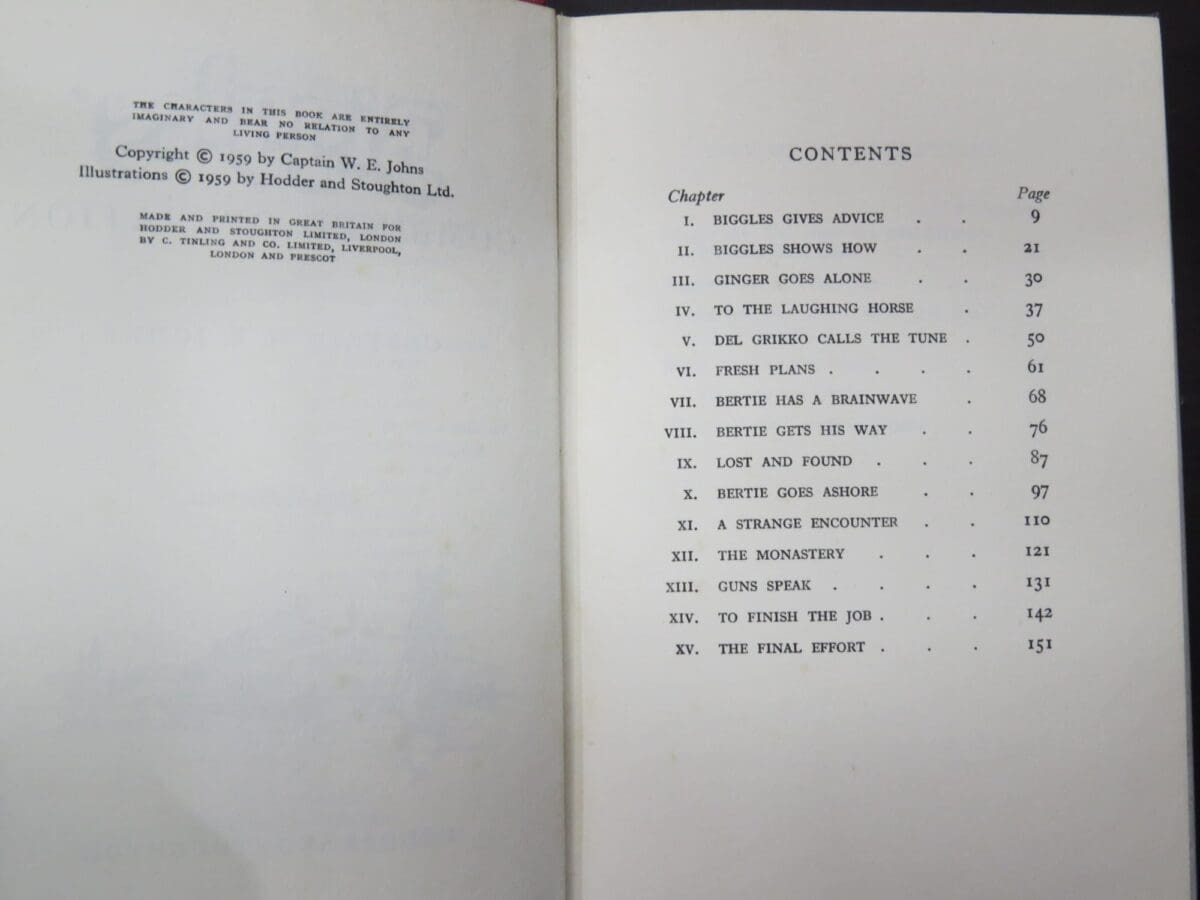 THE CHARACTERS IN THIS BOOK ARE ENTIRELY
IMAGINARY AND BEAR NO RELATION TO ANY
LIVING PERSON
Copyright © 1959 by Captain W. E. Johns
Illustrations © 1959 by Hodder and Stoughton Ltd.
MADE AND PRINTED IN GREAT BRITAIN FOR
HODDER AND STOUGHTON LIMITED, LONDON
BY C. TINLING AND CO. LIMITED, LIVERPOOL,
LONDON AND PRESCOT
CONTENTS
Chapter Page
I. BIGGLES GIVES ADVICE . . 9
II. BIGGLES SHOWS HOW . . 21
III. GINGER GOES ALONE . . 30
IV. TO THE LAUGHING HORSE . 37
V. DEL GRIKKO CALLS THE TUNE . 50
VI. FRESH PLANS . . . . 61
VII. BERTIE HAS A BRAINWAVE . 68
VIII. BERTIE GETS HIS WAY . . 76
IX. LOST AND FOUND . . . 87
X. BERTIE GOES ASHORE . . 97
XI. A STRANGE ENCOUNTER . . 110
XII. THE MONASTERY . . . 121
XIII. GUNS SPEAK . . . . 131
XIV. TO FINISH THE JOB . . . 142
XV. THE FINAL EFFORT . . . 151